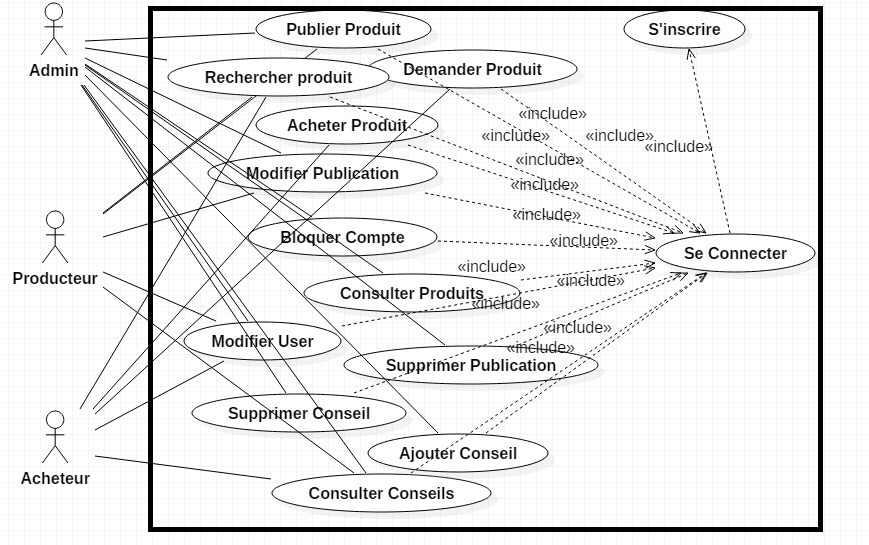 Publier Produit
S'inscrire
Admin
Rechercher produit
Demander Produit
«include»
Acheter Produit
«include»
«include»
«include»
«include»
Modifier Publication
«include»
«include»
Producteur
Bloquer Compte
«include»
Se Connecter
«include»
Consulter Produits
«include»
«include»
«include»
Modifier User
«include»
Supprimer Publication
Acheteur
Supprimer Conseil
Ajouter Conseil
Consulter Conseils